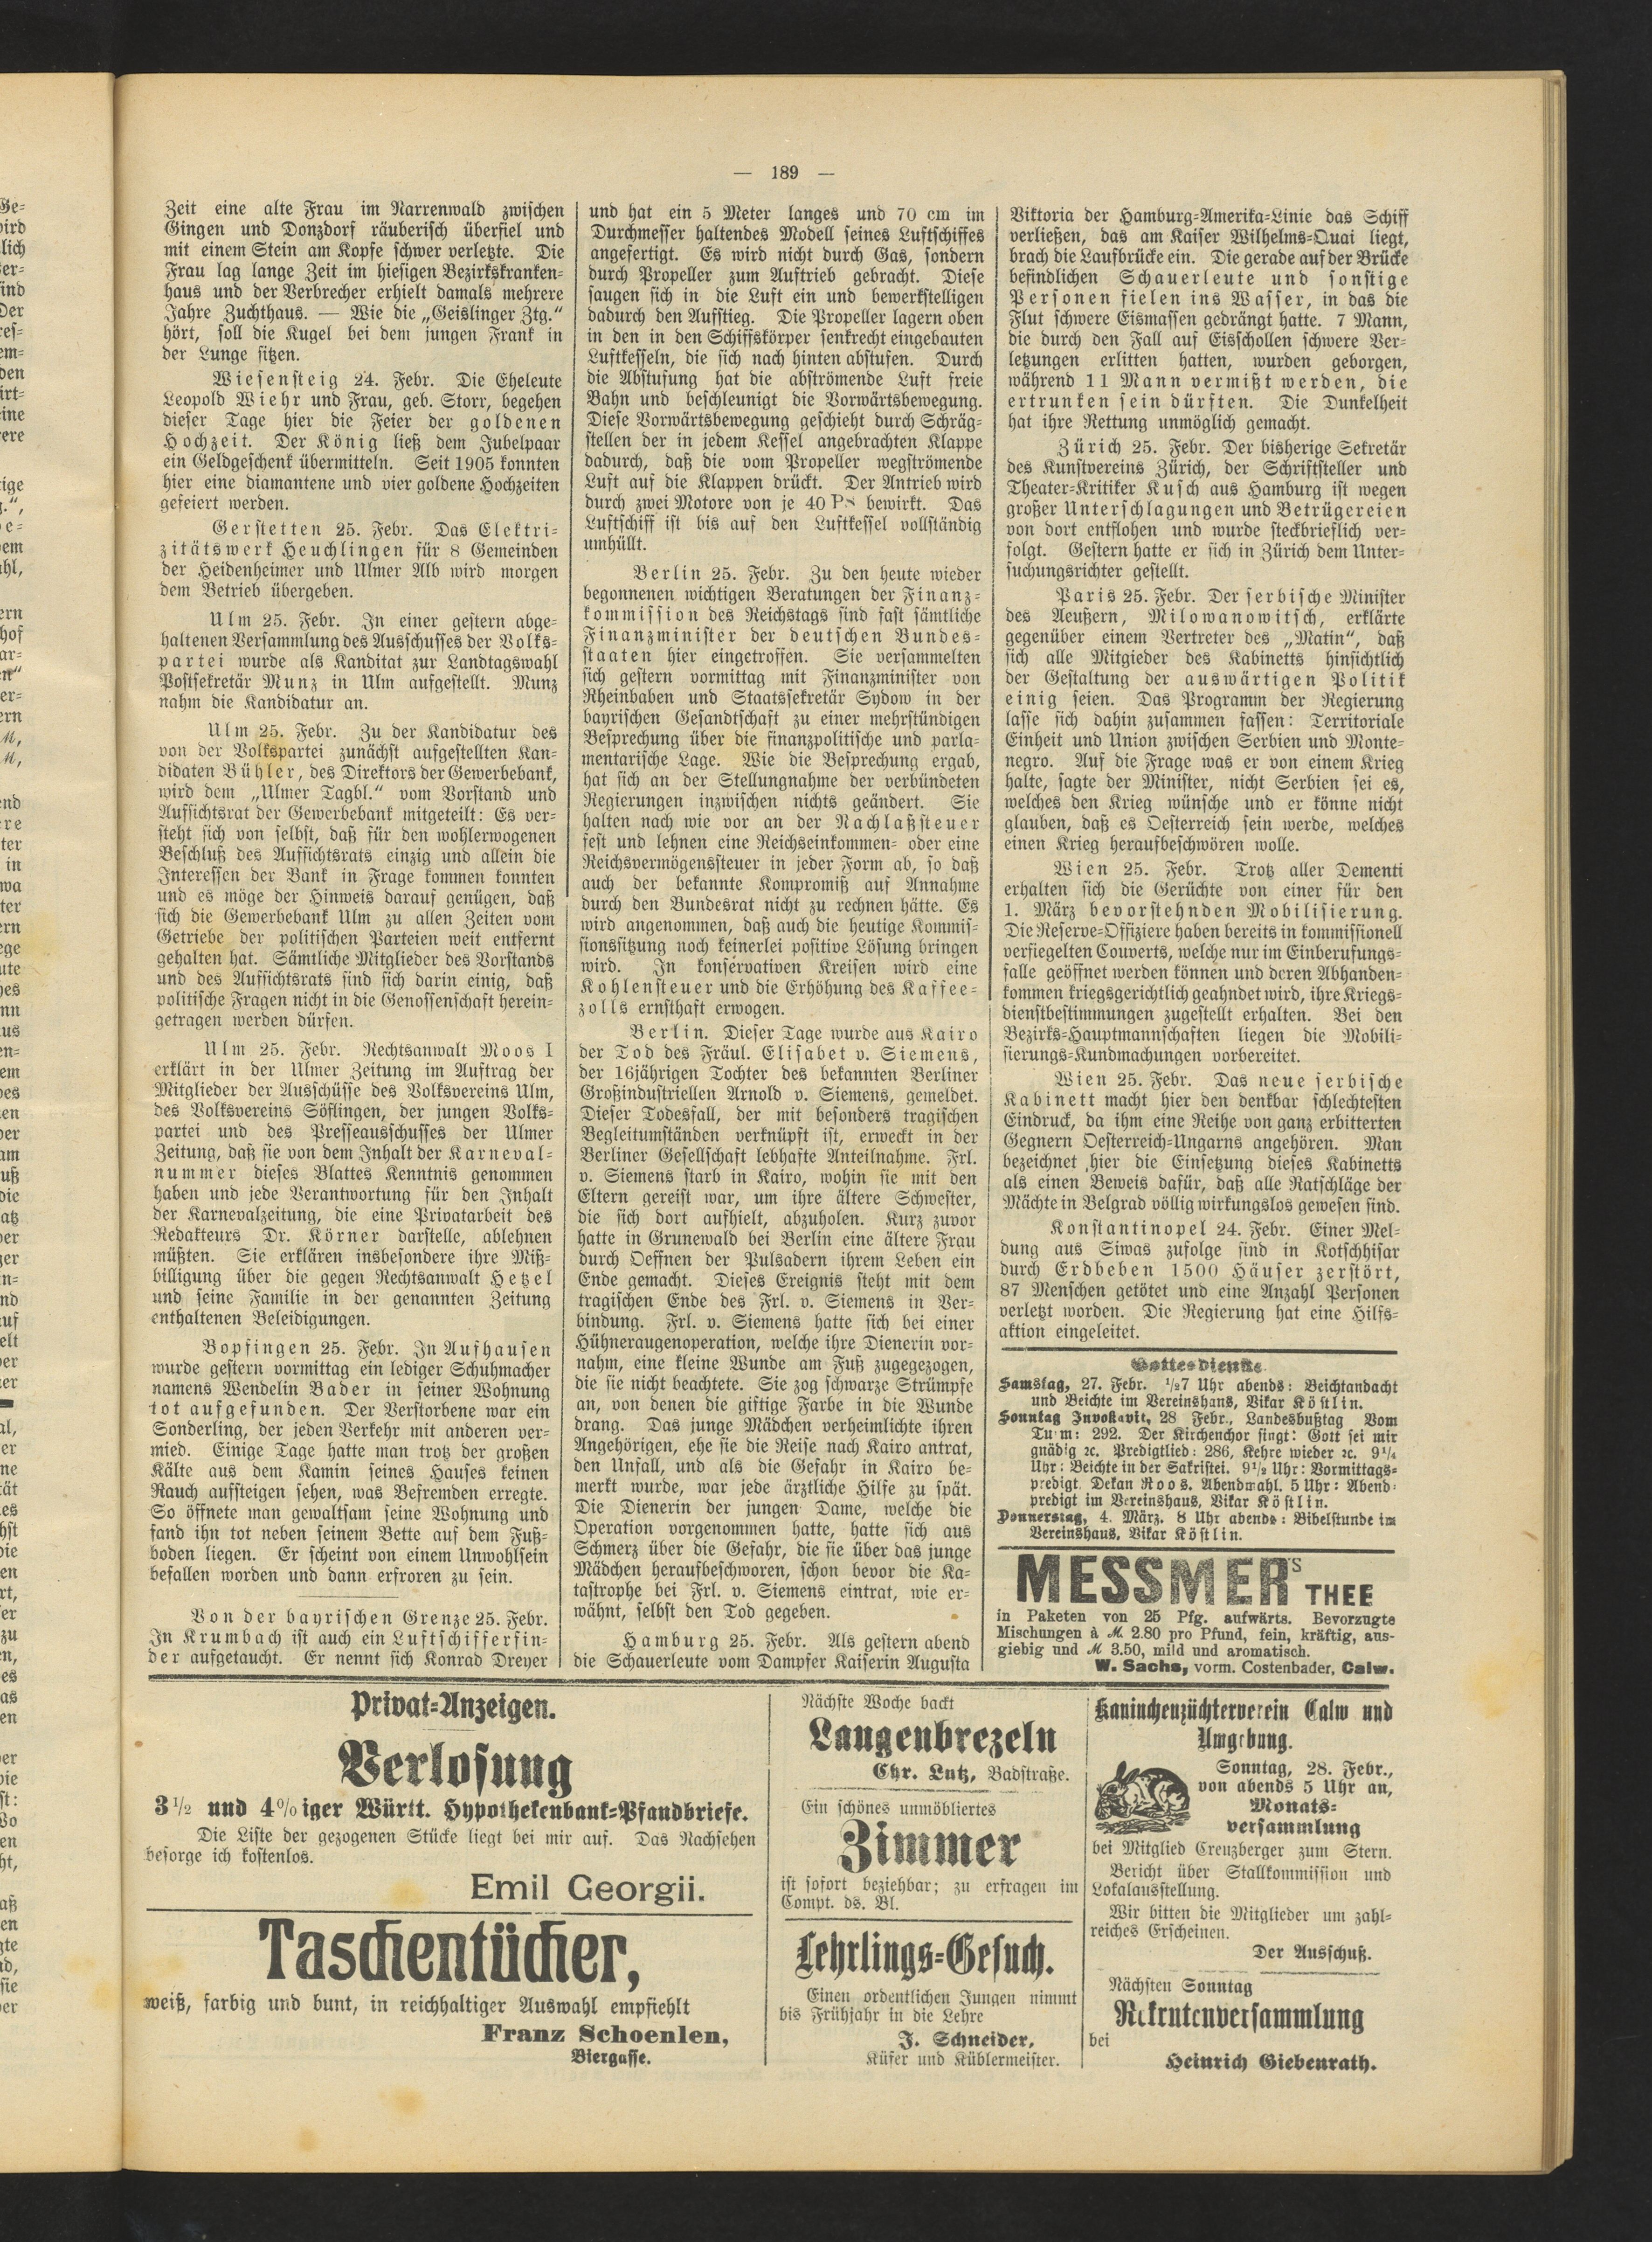 — 189 —
Zeit eine alte Frau im Narrenwald zwischen
Gingen und Donzdorf räuberisch überfiel und
mit einem Stein am Kopfe schwer verletzte. Die
Frau lag lange Zeit im hiesigen Bezirkskranken-
haus und der Verbrecher erhielt damals mehrere
Jahre Zuchthaus. — Wie die „Geislinger Ztg.“
hört, soll die Kugel bei dem jungen Frank in
der Lunge sitzen.
Wiesensteig 24. Febr. Die Eheleute
Leopold Wiehr und Frau, geb. Storr, begehen
dieser Tage hier die Feier der goldenen
Hochzeit. Der König ließ dem Jubelpaar
ein Geldgeschenk übermitteln. Seit 1905 konnten
hier eine diamantene und vier goldene Hochzeiten
gefeiert werden.
Gerstetten 25. Febr. Das Elektri-
zitätswerk Heuchlingen für 8 Gemeinden
der Heidenheimer und Ulmer Alb wird morgen
dem Betrieb übergeben.
Ulm 25. Febr. In einer gestern abge-
haltenen Versammlung des Ausschusses der Volks-
partei wurde als Kanditat zur Landtagswahl
Postsekretär Munz in Ulm aufgestellt. Munz
nahm die Kandidatur an.
Ulm 25. Febr. Zu der Kandidatur des
von der Volkspartei zunächst aufgestellten Kan-
didaten Bühler, des Direktors der Gewerbebank,
wird dem „Ulmer Tagbl.“ vom Vorstand und
Aufsichtsrat der Gewerbebank mitgeteilt: Es ver-
steht sich von selbst, daß für den wohlerwogenen
Beschluß des Aufsichtsrats einzig und allein die
Interessen der Bank in Frage kommen konnten
und es möge der Hinweis darauf genügen, daß
sich die Gewerbebank Ulm zu allen Zeiten vom
Getriebe der politischen Parteien weit entfernt
gehalten hat. Sämtliche Mitglieder des Vorstands
und des Aufsichtsrats sind sich darin einig, daß
politische Fragen nicht in die Genossenschaft herein-
getragen werden dürfen.
Ulm 25. Febr. Rechtsanwalt Moos I
erklärt in der Ulmer Zeitung im Auftrag der
Mitglieder der Ausschüsse des Volksvereins Ulm,
des Volksvereins Söflingen, der jungen Volks-
partei und des Presseausschusses der Ulmer
Zeitung, daß sie von dem Inhalt der Karneval-
nummer dieses Blattes Kenntnis genommen
haben und jede Verantwortung für den Inhalt
der Karnevalzeitung, die eine Privatarbeit des
Redakteurs Dr. Körner darstelle, ablehnen
müßten. Sie erklären insbesondere ihre Miß-
billigung über die gegen Rechtsanwalt Hetzel
und seine Familie in der genannten Zeitung
enthaltenen Beleidigungen.
Bopfingen 25. Febr. In Aufhausen
wurde gestern vormittag ein lediger Schuhmacher
namens Wendelin Bader in seiner Wohnung
tot aufgefunden. Der Verstorbene war ein
Sonderling, der jeden Verkehr mit anderen ver-
mied. Einige Tage hatte man trotz der großen
Kälte aus dem Kamin seines Hauses keinen
Rauch aufsteigen sehen, was Befremden erregte.
So öffnete man gewaltsam seine Wohnung und
fand ihn tot neben seinem Bette auf dem Fuß-
boden liegen. Er scheint von einem Unwohlsein
befallen worden und dann erfroren zu sein.
Von der bayrischen Grenze 25. Febr.
In Krumbach ist auch ein Luftschifferfin-
der aufgetaucht. Er nennt sich Konrad Dreyer
und hat ein 5 Meter langes und 70 cm im
Durchmesser haltendes Modell seines Luftschiffes
angefertigt. Es wird nicht durch Gas, sondern
durch Propeller zum Auftrieb gebracht. Diese
saugen sich in die Luft ein und bewerkstelligen
dadurch den Aufstieg. Die Propeller lagern oben
in den in den Schiffskörper senkrecht eingebauten
Luftkesseln, die sich nach hinten abstufen. Durch
die Abstufung hat die abströmende Luft freie
Bahn und beschleunigt die Vorwärtsbewegung.
Diese Vorwärtsbewegung geschieht durch Schräg-
stellen der in jedem Kessel angebrachten Klappe
dadurch, daß die vom Propeller wegströmende
Luft auf die Klappen drückt. Der Antrieb wird
durch zwei Motore von je 40 PS bewirkt. Das
Luftschiff ist bis auf den Luftkessel vollständig
umhüllt.
Berlin 25. Febr. Zu den heute wieder
begonnenen wichtigen Beratungen der Finanz-
kommission des Reichstags sind fast sämtliche
Finanzminister der deutschen Bundes-
staaten hier eingetroffen. Sie versammelten
sich gestern vormittag mit Finanzminister von
Rheinbaben und Staatssekretär Sydow in der
bayrischen Gesandtschaft zu einer mehrstündigen
Besprechung über die finanzpolitische und parla-
mentarische Lage. Wie die Besprechung ergab,
hat sich an der Stellungnahme der verbündeten
Regierungen inzwischen nichts geändert. Sie
halten nach wie vor an der Nachlaßsteuer
fest und lehnen eine Reichseinkommen- oder eine
Reichsvermögenssteuer in jeder Form ab, so daß
auch der bekannte Kompromiß auf Annahme
durch den Bundesrat nicht zu rechnen hätte. Es
wird angenommen, daß auch die heutige Kommis-
sionssitzung noch keinerlei positive Lösung bringen
wird. In konservativen Kreisen wird eine
Kohlensteuer und die Erhöhung des Kaffee-
zolls ernsthaft erwogen.
Berlin. Dieser Tage wurde aus Kairo
der Tod des Fräul. Elisabet v. Siemens,
der 16jährigen Tochter des bekannten Berliner
Großindustriellen Arnold v. Siemens, gemeldet.
Dieser Todesfall, der mit besonders tragischen
Begleitumständen verknüpft ist, erweckt in der
Berliner Gesellschaft lebhafte Anteilnahme. Frl.
v. Siemens starb in Kairo, wohin sie mit den
Eltern gereist war, um ihre ältere Schwester,
die sich dort aufhielt, abzuholen. Kurz zuvor
hatte in Grunewald bei Berlin eine ältere Frau
durch Oeffnen der Pulsadern ihrem Leben ein
Ende gemacht. Dieses Ereignis steht mit dem
tragischen Ende des Frl. v. Siemens in Ver-
bindung. Frl. v. Siemens hatte sich bei einer
Hühneraugenoperation, welche ihre Dienerin vor-
nahm, eine kleine Wunde am Fuß zugegezogen,
die sie nicht beachtete. Sie zog schwarze Strümpfe
an, von denen die giftige Farbe in die Wunde
drang. Das junge Mädchen verheimlichte ihren
Angehörigen, ehe sie die Reise nach Kairo antrat,
den Unfall, und als die Gefahr in Kairo be-
merkt wurde, war jede ärztliche Hilfe zu spät.
Die Dienerin der jungen Dame, welche die
Operation vorgenommen hatte, hatte sich aus
Schmerz über die Gefahr, die sie über das junge
Mädchen heraufbeschworen, schon bevor die Ka-
tastrophe bei Frl. v. Siemens eintrat, wie er-
wähnt, selbst den Tod gegeben.
Hamburg 25. Febr. Als gestern abend
die Schauerleute vom Dampfer Kaiserin Augusta
Viktoria der Hamburg-Amerika-Linie das Schiff
verließen, das am Kaiser Wilhelms-Quai liegt,
brach die Laufbrücke ein. Die gerade auf der Brücke
befindlichen Schauerleute und sonstige
Personen fielen ins Wasser, in das die
Flut schwere Eismassen gedrängt hatte. 7 Mann,
die durch den Fall auf Eisschollen schwere Ver-
letzungen erlitten hatten, wurden geborgen,
während 11 Mann vermißt werden, die
ertrunken sein dürften. Die Dunkelheit
hat ihre Rettung unmöglich gemacht.
Zürich 25. Febr. Der bisherige Sekretär
des Kunstvereins Zürich, der Schriftsteller und
Theater-Kritiker Kusch aus Hamburg ist wegen
großer Unterschlagungen und Betrügereien
von dort entflohen und wurde steckbrieflich ver-
folgt. Gestern hatte er sich in Zürich dem Unter-
suchungsrichter gestellt.
Paris 25. Febr. Der serbische Minister
des Aeußern, Milowanowitsch, erklärte
gegenüber einem Vertreter des „Matin“, daß
sich alle Mitgieder des Kabinetts hinsichtlich
der Gestaltung der auswärtigen Politik
einig seien. Das Programm der Regierung
lasse sich dahin zusammen fassen: Territoriale
Einheit und Union zwischen Serbien und Monte-
negro. Auf die Frage was er von einem Krieg
halte, sagte der Minister, nicht Serbien sei es,
welches den Krieg wünsche und er könne nicht
glauben, daß es Oesterreich sein werde, welches
einen Krieg heraufbeschwören wolle.
Wien 25. Febr. Trotz aller Dementi
erhalten sich die Gerüchte von einer für den
1. März bevorstehnden Mobilisierung.
Die Reserve-Offiziere haben bereits in kommissionell
versiegelten Couverts, welche nur im Einberufungs-
falle geöffnet werden können und deren Abhanden-
kommen kriegsgerichtlich geahndet wird, ihre Kriegs-
dienstbestimmungen zugestellt erhalten. Bei den
Bezirks-Hauptmannschaften liegen die Mobili-
sierungs-Kundmachungen vorbereitet.
Wien 25. Febr. Das neue serbische
Kabinett macht hier den denkbar schlechtesten
Eindruck, da ihm eine Reihe von ganz erbitterten
Gegnern Oesterreich-Ungarns angehören. Man
bezeichnet hier die Einsetzung dieses Kabinetts
als einen Beweis dafür, daß alle Ratschläge der
Mächte in Belgrad völlig wirkungslos gewesen sind.
Konstantinopel 24. Febr. Einer Mel-
dung aus Siwas zufolge sind in Kotschhisar
durch Erdbeben 1500 Häuser zerstört,
87 Menschen getötet und eine Anzahl Personen
verletzt worden. Die Regierung hat eine Hilfs-
aktion eingeleitet.
Gottesdienste.
Samstag, 27. Febr. ½7 Uhr abends: Beichtandacht
und Beichte im Vereinshaus, Vikar Köstlin.
Sonntag Invokavit, 28 Febr., Landesbußtag Vom
Turm: 292. Der Kirchenchor singt: Gott sei mir
gnädig ꝛc. Predigtlied: 286, Kehre wieder ꝛc. 9¼
Uhr: Beichte in der Sakristei. 9½ Uhr: Vormittags-
predigt, Dekan Roos. Abendmahl. 5 Uhr: Abend-
predigt im Vereinshaus, Vikar Köstlin.
Donnerstag, 4. März. 8 Uhr abends: Bibelstunde im
Vereinshaus, Vikar Köstlin.
MESSMER'S THEE
in Paketen von 25 Pfg. aufwärts. Bevorzugte
Mischungen à M. 2.80 pro Pfund, fein, kräftig, aus-
giebig und M 3.50, mild und aromatisch.
W. Sachs, vorm. Costenbader, Calw.
Privat-Anzeigen.
Verlosung
3½ und 4%iger Württ. Hypothekenbank-Pfandbriefe.
Die Liste der gezogenen Stücke liegt bei mir auf. Das Nachsehen
besorge ich kostenlos.
Emil Georgii.
Taschentücher,
weiß, farbig und bunt, in reichhaltiger Auswahl empfiehlt
Franz Schoenlen,
Biergasse.
Nächste Woche backt
Laugenbrezeln
Chr. Lutz, Badstraße.
Ein schönes unmöbliertes
Zimmer
ist sofort beziehbar; zu erfragen im
Compt. ds. Bl.
Lehrlings-Gesuch.
Einen ordentlichen Jungen nimmt
bis Frühjahr in die Lehre
J. Schneider,
Küfer und Küblermeister.
Kaninchenzüchterverein Calw und
Umgebung.
Sonntag, 28. Febr.,
von abends 5 Uhr an,
Monats-
versammlung
bei Mitglied Creuzberger zum Stern.
Bericht über Stallkommission und
Lokalausstellung.
Wir bitten die Mitglieder um zahl-
reiches Erscheinen.
Der Ausschuß.
Nächsten Sonntag
Rekrutenversammlung
bei
Heinrich Giebenrath.